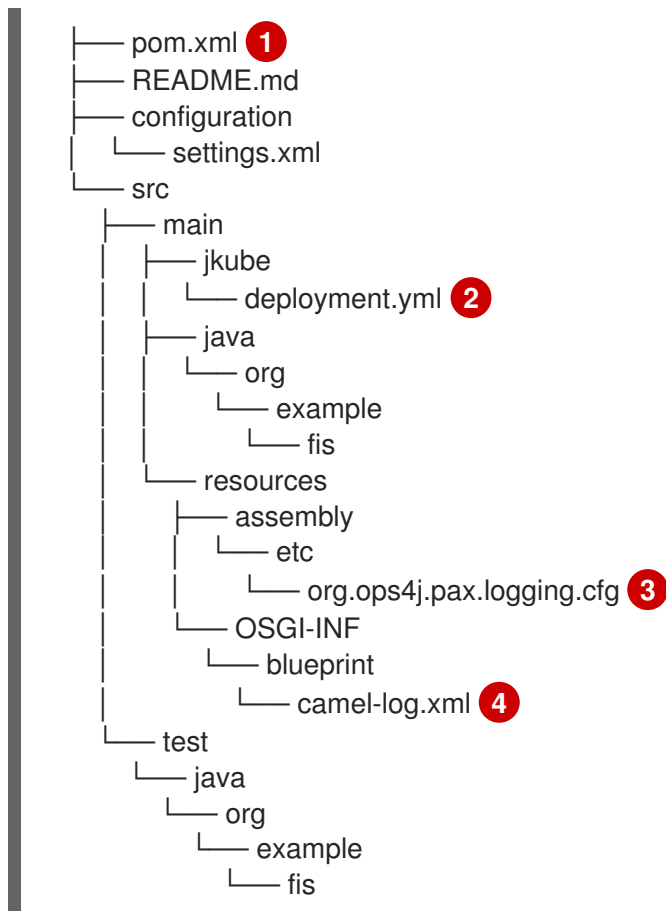 ├── pom.xml 1
├── README.md
├── configuration
│   └── settings.xml
└── src
    ├── main
    │   ├── jkube
    │   │   └── deployment.yml 2
    │   ├── java
    │   │   └── org
    │   │       └── example
    │   │           └── fis
    │   └── resources
    │       ├── assembly
    │       │   └── etc
    │       │       └── org.ops4j.pax.logging.cfg 3
    │       └── OSGI-INF
    │           └── blueprint
    │               └── camel-log.xml 4
    └── test
        └── java
            └── org
                └── example
                    └── fis